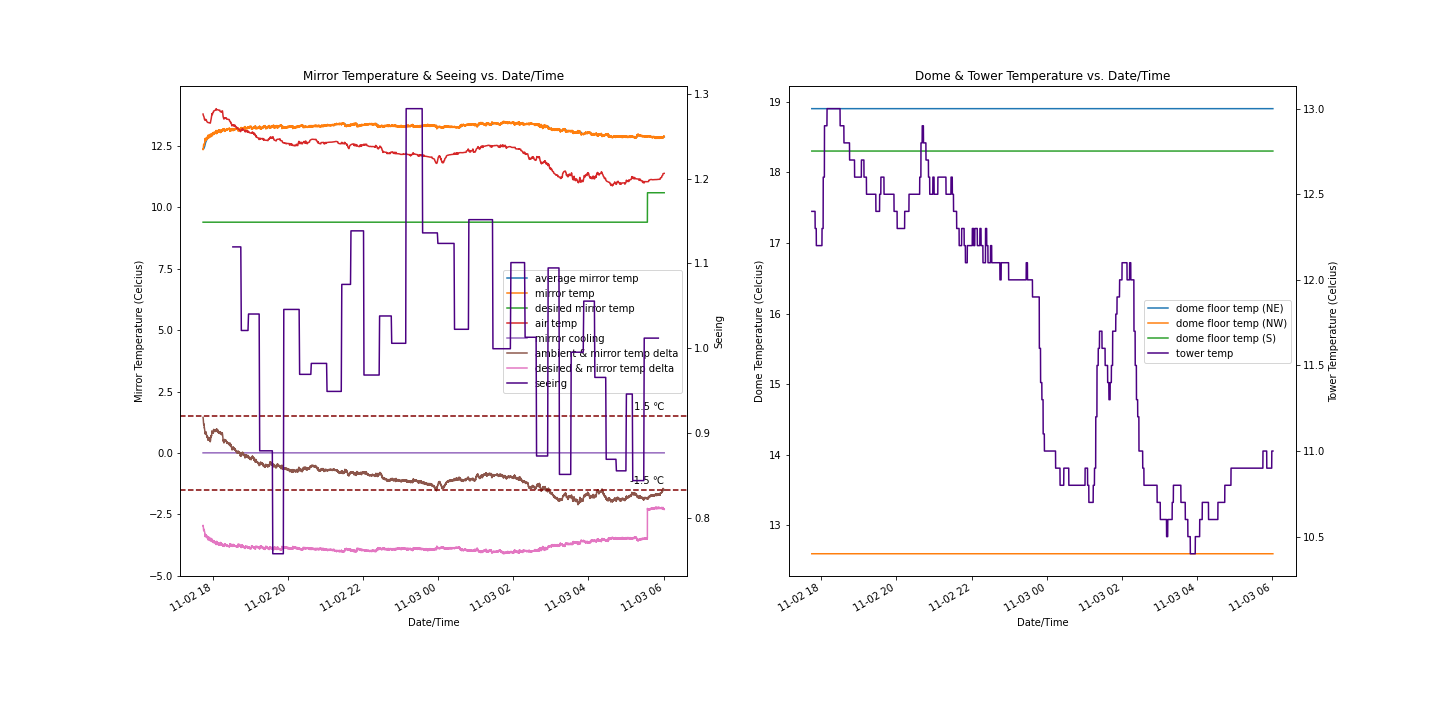 Mirror Temperature & Seeing vs. Date/Time
Mirror Temperature (Celcius)
12.5
10.0
7.5
5.0
2.5
0.0
−2.5
−5.0
1.3
1.2
1.1
1.0
0.9
0.8
Seeing
average mirror temp
mirror temp
desired mirror temp
air temp
mirror cooling
ambient & mirror temp delta
desired & mirror temp delta
seeing
1.5 °C
-1.5 °C
11-02 18
11-02 20
11-02 22
11-03 00
11-03 02
11-03 04
11-03 06
Date/Time
Dome & Tower Temperature vs. Date/Time
Dome Temperature (Celcius)
19
18
17
16
15
14
13
13.0
12.5
12.0
11.5
11.0
10.5
Tower Temperature (Celcius)
dome floor temp (NE)
dome floor temp (NW)
dome floor temp (S)
tower temp
11-02 18
11-02 20
11-02 22
11-03 00
11-03 02
11-03 04
11-03 06
Date/Time